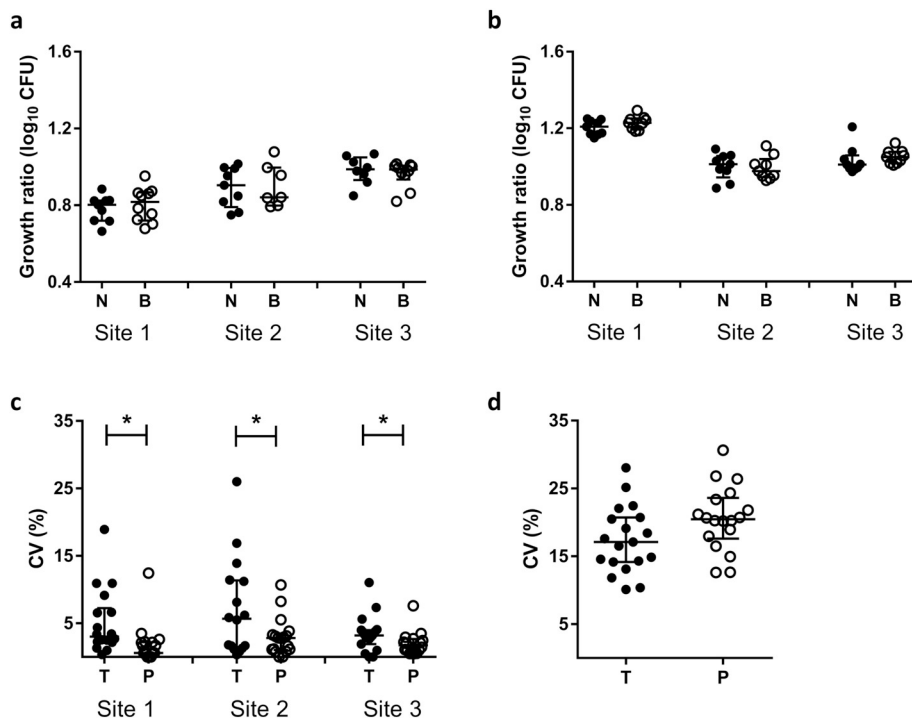 a
Growth ratio (log10 CFU)
1.6
1.2
0.8
0.4
N B N B N B
Site 1 Site 2 Site 3
b
Growth ratio (log10 CFU)
1.6
1.2
0.8
0.4
N B N B N B
Site 1 Site 2 Site 3
c
CV (%)
35
25
15
5
* * *
T P T P T P
Site 1 Site 2 Site 3
d
CV (%)
35
25
15
5
T P